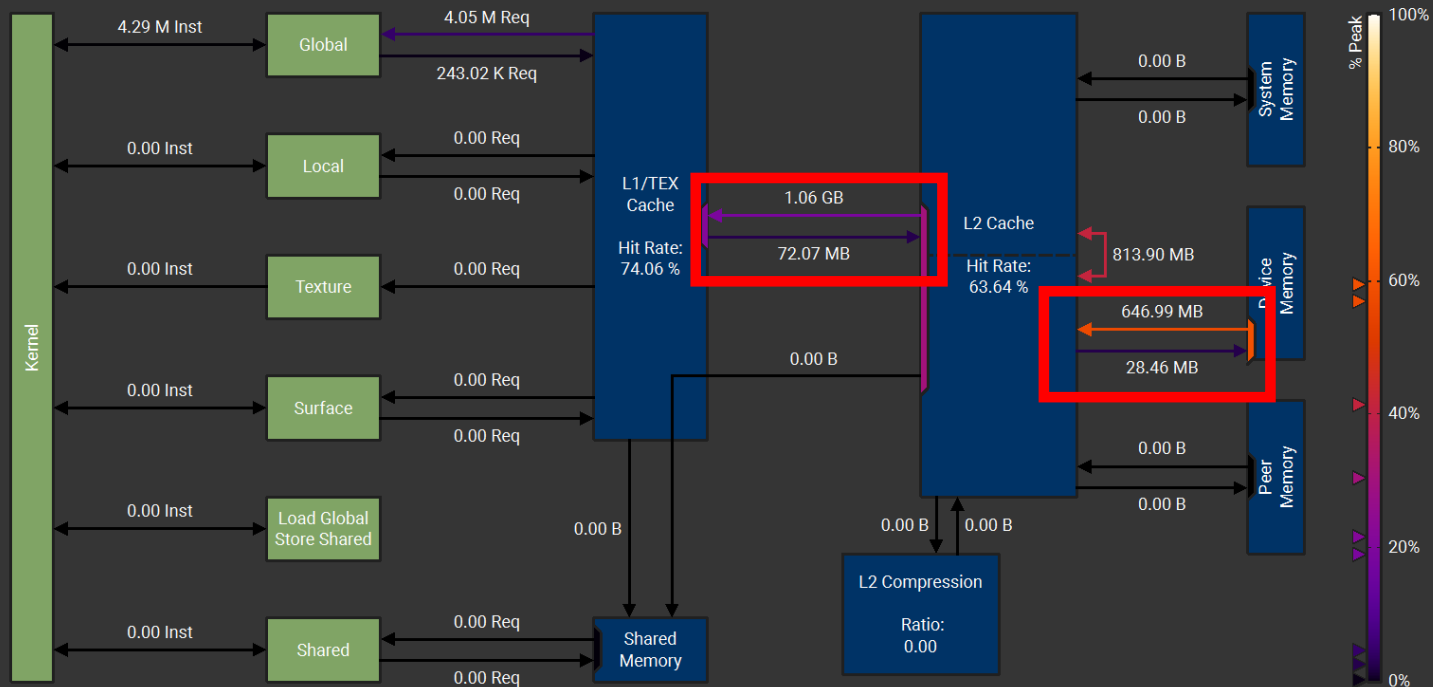 Kernel
4.29 M Inst
0.00 Inst
0.00 Inst
0.00 Inst
0.00 Inst
0.00 Inst
Global
Local
Texture
Surface
Load Global
Store Shared
Shared
4.05 M Req
243.02 K Req
0.00 Req
0.00 Req
0.00 Req
0.00 Req
0.00 Req
0.00 Req
0.00 Req
L1/TEX
Cache
Hit Rate:
74.06 %
0.00 B
Shared
Memory
1.06 GB
72.07 MB
0.00 B
L2 Cache
Hit Rate:
63.64 %
0.00 B
0.00 B
L2 Compression
Ratio:
0.00
0.00 B
0.00 B
813.90 MB
646.99 MB
28.46 MB
0.00 B
0.00 B
System
Memory
Memory
Peer
Memory
% Peak
100%
80%
60%
40%
20%
0%